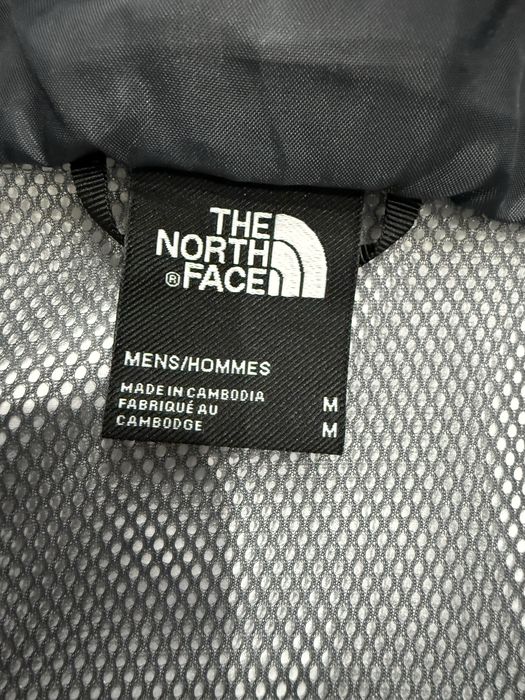 THE
NORTH
®FACE
MENS/HOMMES
MADE IN CAMBODIA
FABRIQUÉ AU M
CAMBODGE M